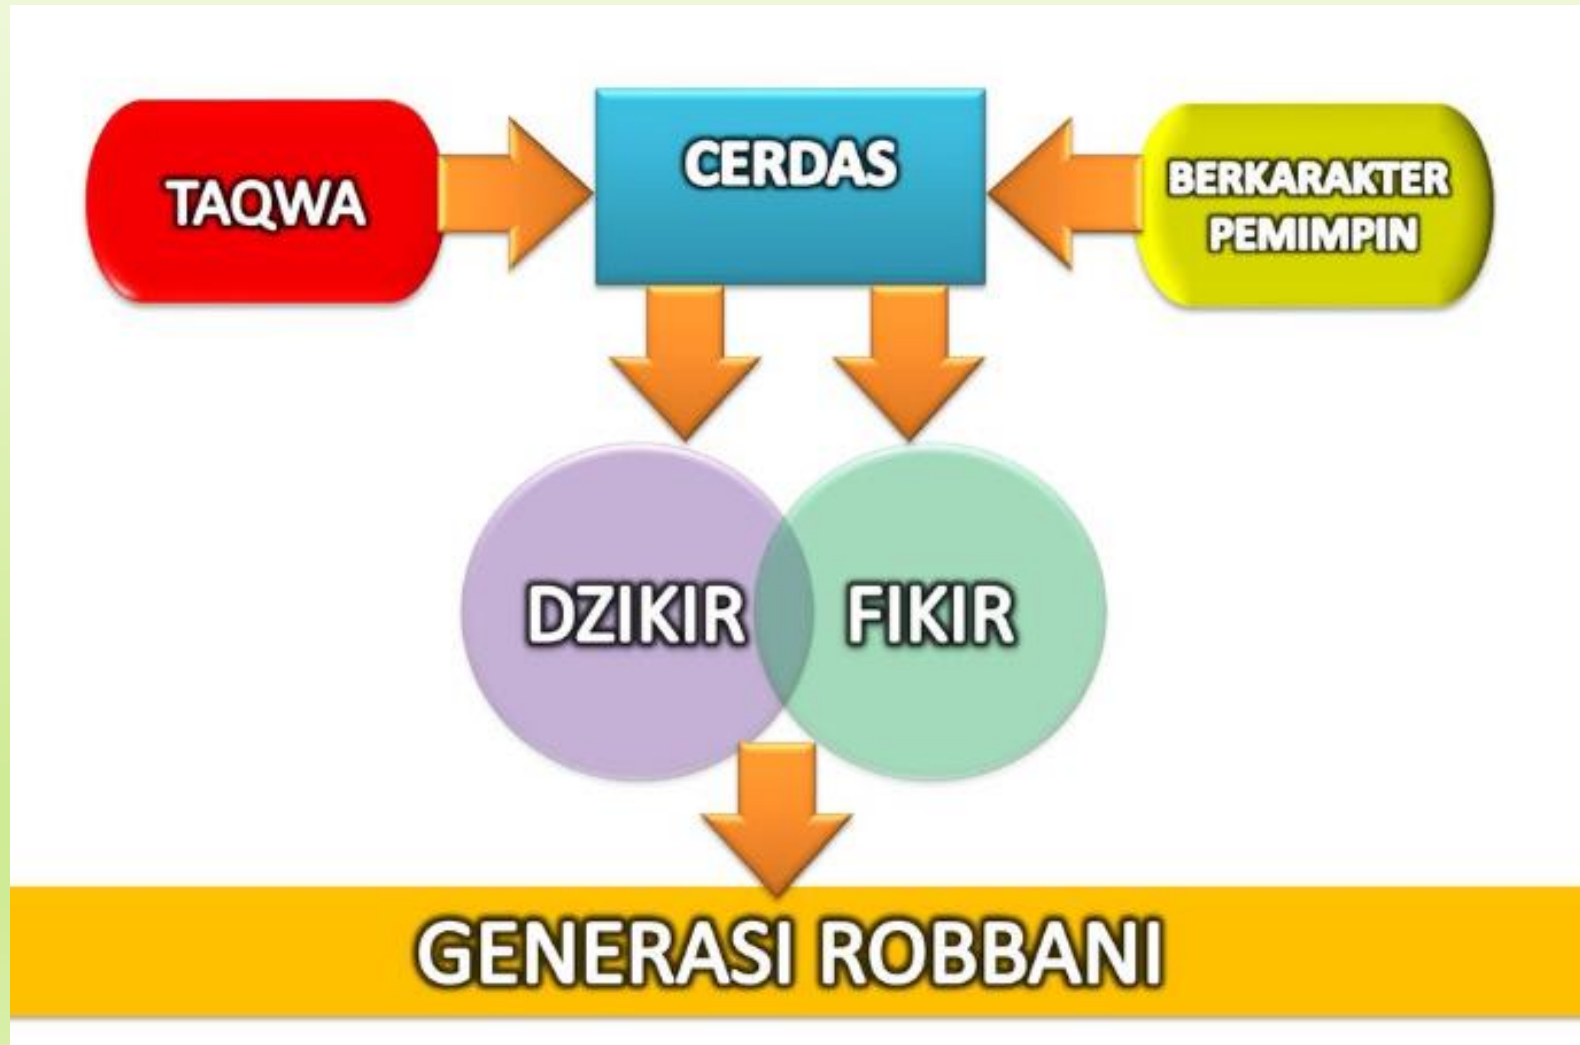 TAQWA
CERDAS
BERKARAKTER
PEMIMPIN
DZIKIR
FIKIR
GENERASI ROBBANI